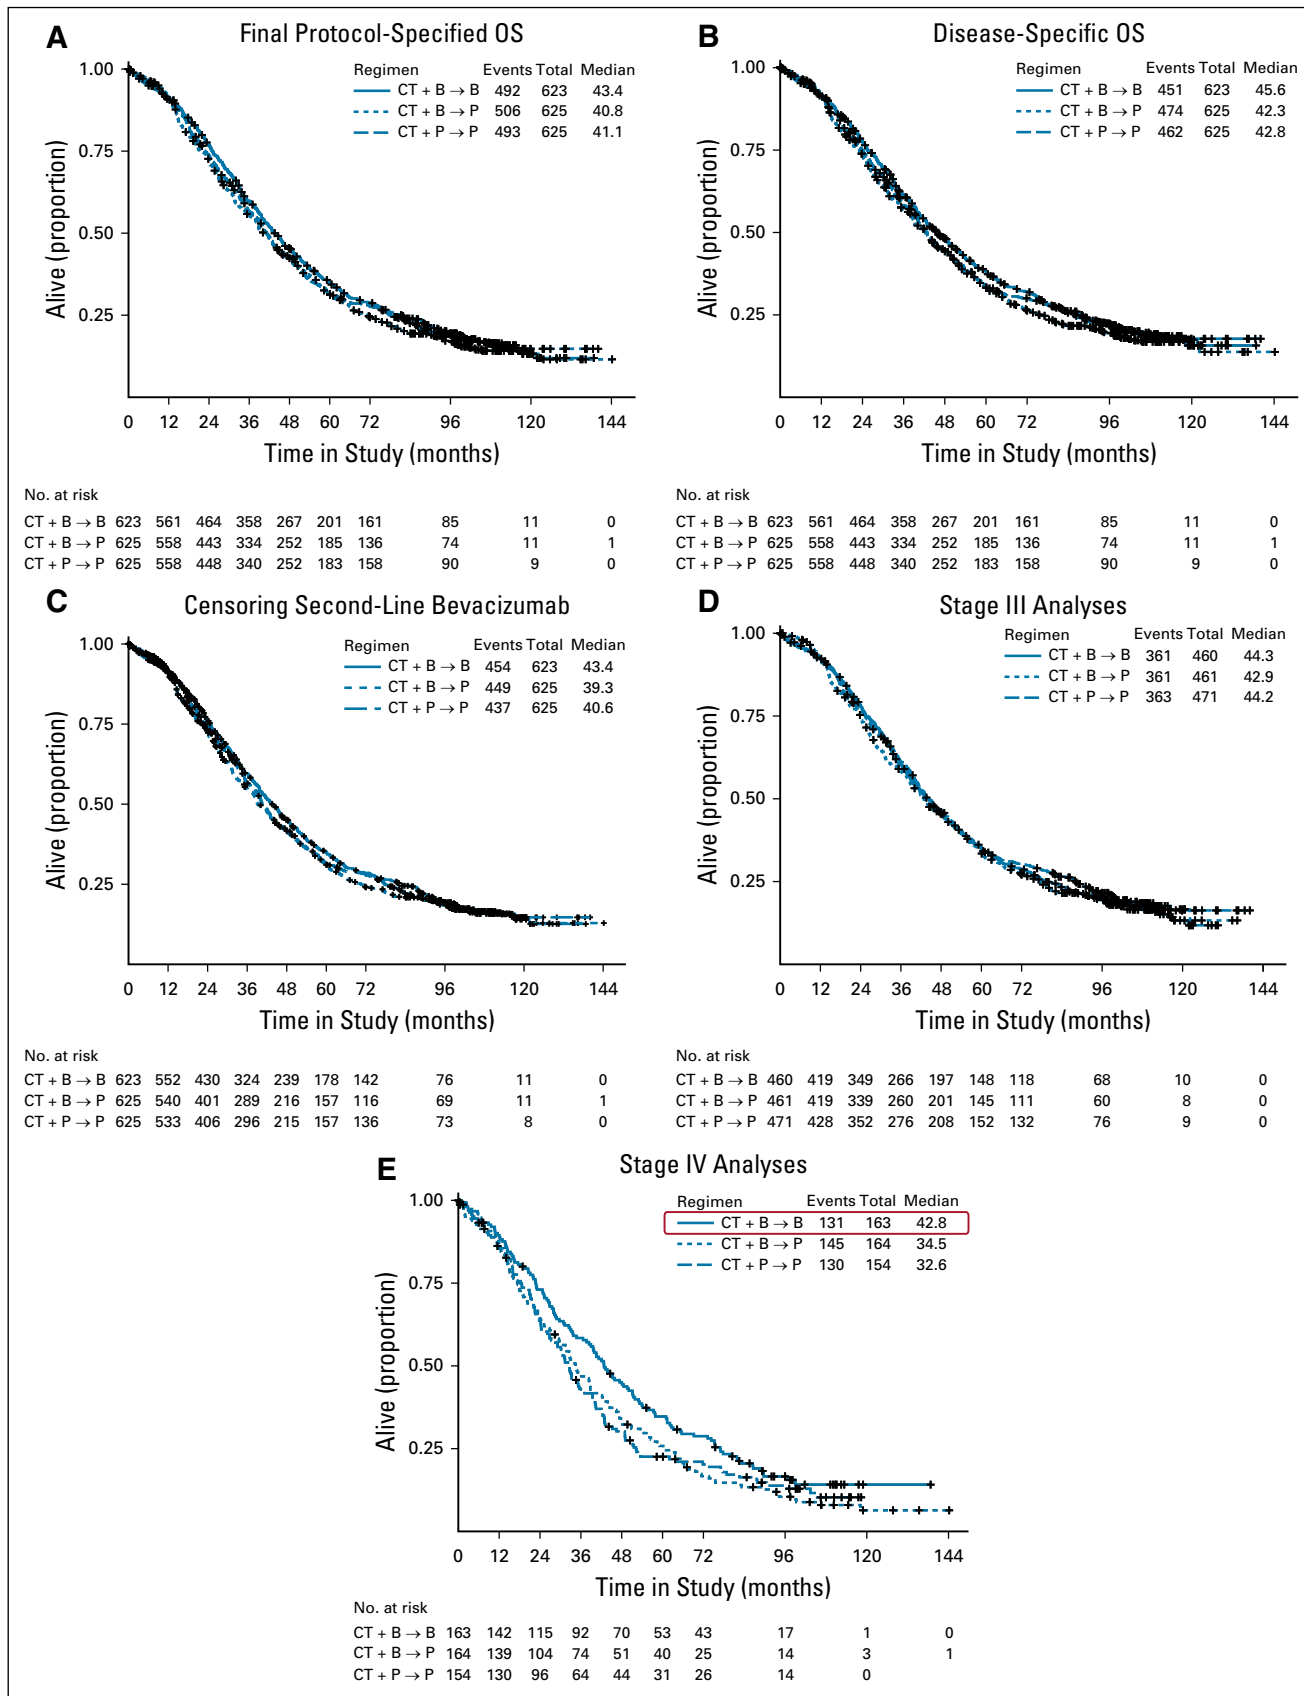 A Final Protocol-Specified OS
Regimen Events Total Median
CT + B → B 492 623 43.4
CT + B → P 506 625 40.8
CT + P → P 493 625 41.1
Alive (proportion)
1.00
0.75
0.50
0.25
0 12 24 36 48 60 72 96 120 144
Time in Study (months)
No. at risk
CT + B → B 623 561 464 358 267 201 161 85 11 0
CT + B → P 625 558 443 334 252 185 136 74 11 1
CT + P → P 625 558 448 340 252 183 158 90 9 0
B Disease-Specific OS
Regimen Events Total Median
CT + B → B 451 623 45.6
CT + B → P 474 625 42.3
CT + P → P 462 625 42.8
Alive (proportion)
1.00
0.75
0.50
0.25
0 12 24 36 48 60 72 96 120 144
Time in Study (months)
No. at risk
CT + B → B 623 561 464 358 267 201 161 85 11 0
CT + B → P 625 558 443 334 252 185 136 74 11 1
CT + P → P 625 558 448 340 252 183 158 90 9 0
C Censoring Second-Line Bevacizumab
Regimen Events Total Median
CT + B → B 454 623 43.4
CT + B → P 449 625 39.3
CT + P → P 437 625 40.6
Alive (proportion)
1.00
0.75
0.50
0.25
0 12 24 36 48 60 72 96 120 144
Time in Study (months)
No. at risk
CT + B → B 623 552 430 324 239 178 142 76 11 0
CT + B → P 625 540 401 289 216 157 116 69 11 1
CT + P → P 625 533 406 296 215 157 136 73 8 0
D Stage III Analyses
Regimen Events Total Median
CT + B → B 361 460 44.3
CT + B → P 361 461 42.9
CT + P → P 363 471 44.2
Alive (proportion)
1.00
0.75
0.50
0.25
0 12 24 36 48 60 72 96 120 144
Time in Study (months)
No. at risk
CT + B → B 460 419 349 266 197 148 118 68 10 0
CT + B → P 461 419 339 260 201 145 111 60 8 0
CT + P → P 471 428 352 276 208 152 132 76 9 0
E Stage IV Analyses
Regimen Events Total Median
CT + B → B 131 163 42.8
CT + B → P 145 164 34.5
CT + P → P 130 154 32.6
Alive (proportion)
1.00
0.75
0.50
0.25
0 12 24 36 48 60 72 96 120 144
Time in Study (months)
No. at risk
CT + B → B 163 142 115 92 70 53 43 17 1 0
CT + B → P 164 139 104 74 51 40 25 14 3 1
CT + P → P 154 130 96 64 44 31 26 14 0